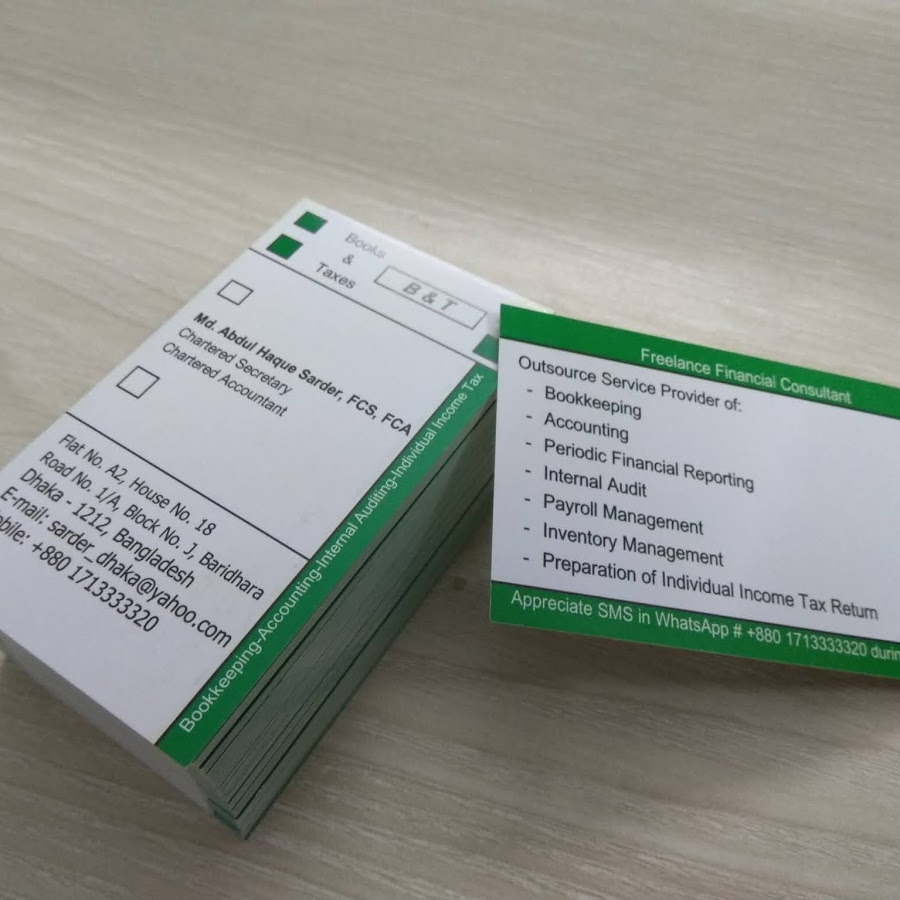 Books
&
Taxes
B & T
Md. Abdul Haque Sarder, FCS, FCA
Chartered Secretary
Chartered Accountant
Flat No. A2, House No. 18
Road No. 1/A, Block No. J, Baridhara
Dhaka - 1212, Bangladesh
E-mail: sarder_dhaka@yahoo.com
obile: +880 1713333320
Bookkeeping-Accounting-Internal Auditing-Individual Income Tax
Freelance Financial Consultant
Outsource Service Provider of:
- Bookkeeping
- Accounting
- Periodic Financial Reporting
- Internal Audit
- Payroll Management
- Inventory Management
- Preparation of Individual Income Tax Return
Appreciate SMS in WhatsApp # +880 1713333320 durin